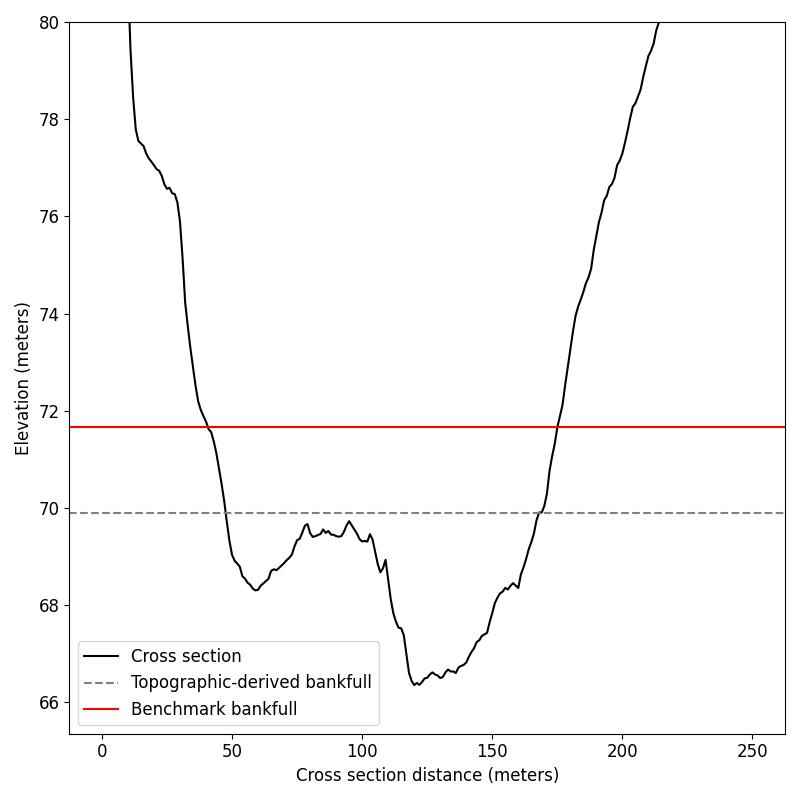 80
78
76
74
72
70
68
66
Elevation (meters)
Cross section
Topographic-derived bankfull
Benchmark bankfull
0 50 100 150 200 250
Cross section distance (meters)